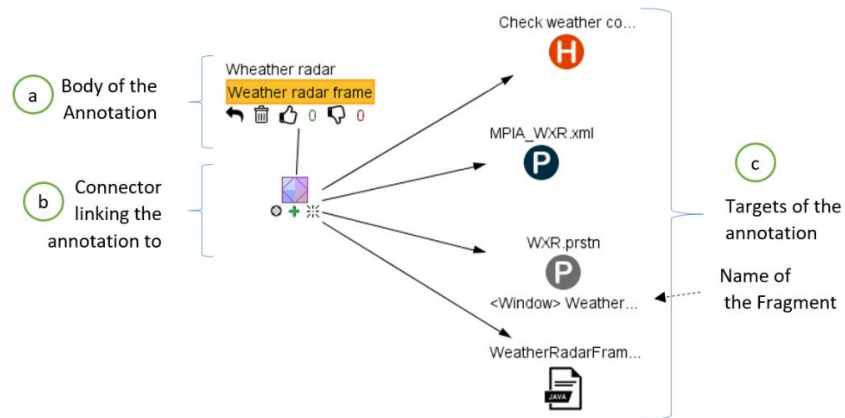 a
Body of the
Annotation
Wheather radar
Weather radar frame
0 0
b
Connector
linking the
annotation to
Check weather co...
H
MPIA_WXR.xml
P
WXR.prstn
P
<Window> Weather...
WeatherRadarFram...
JAVA
c
Targets of the
annotation
Name of
the Fragment